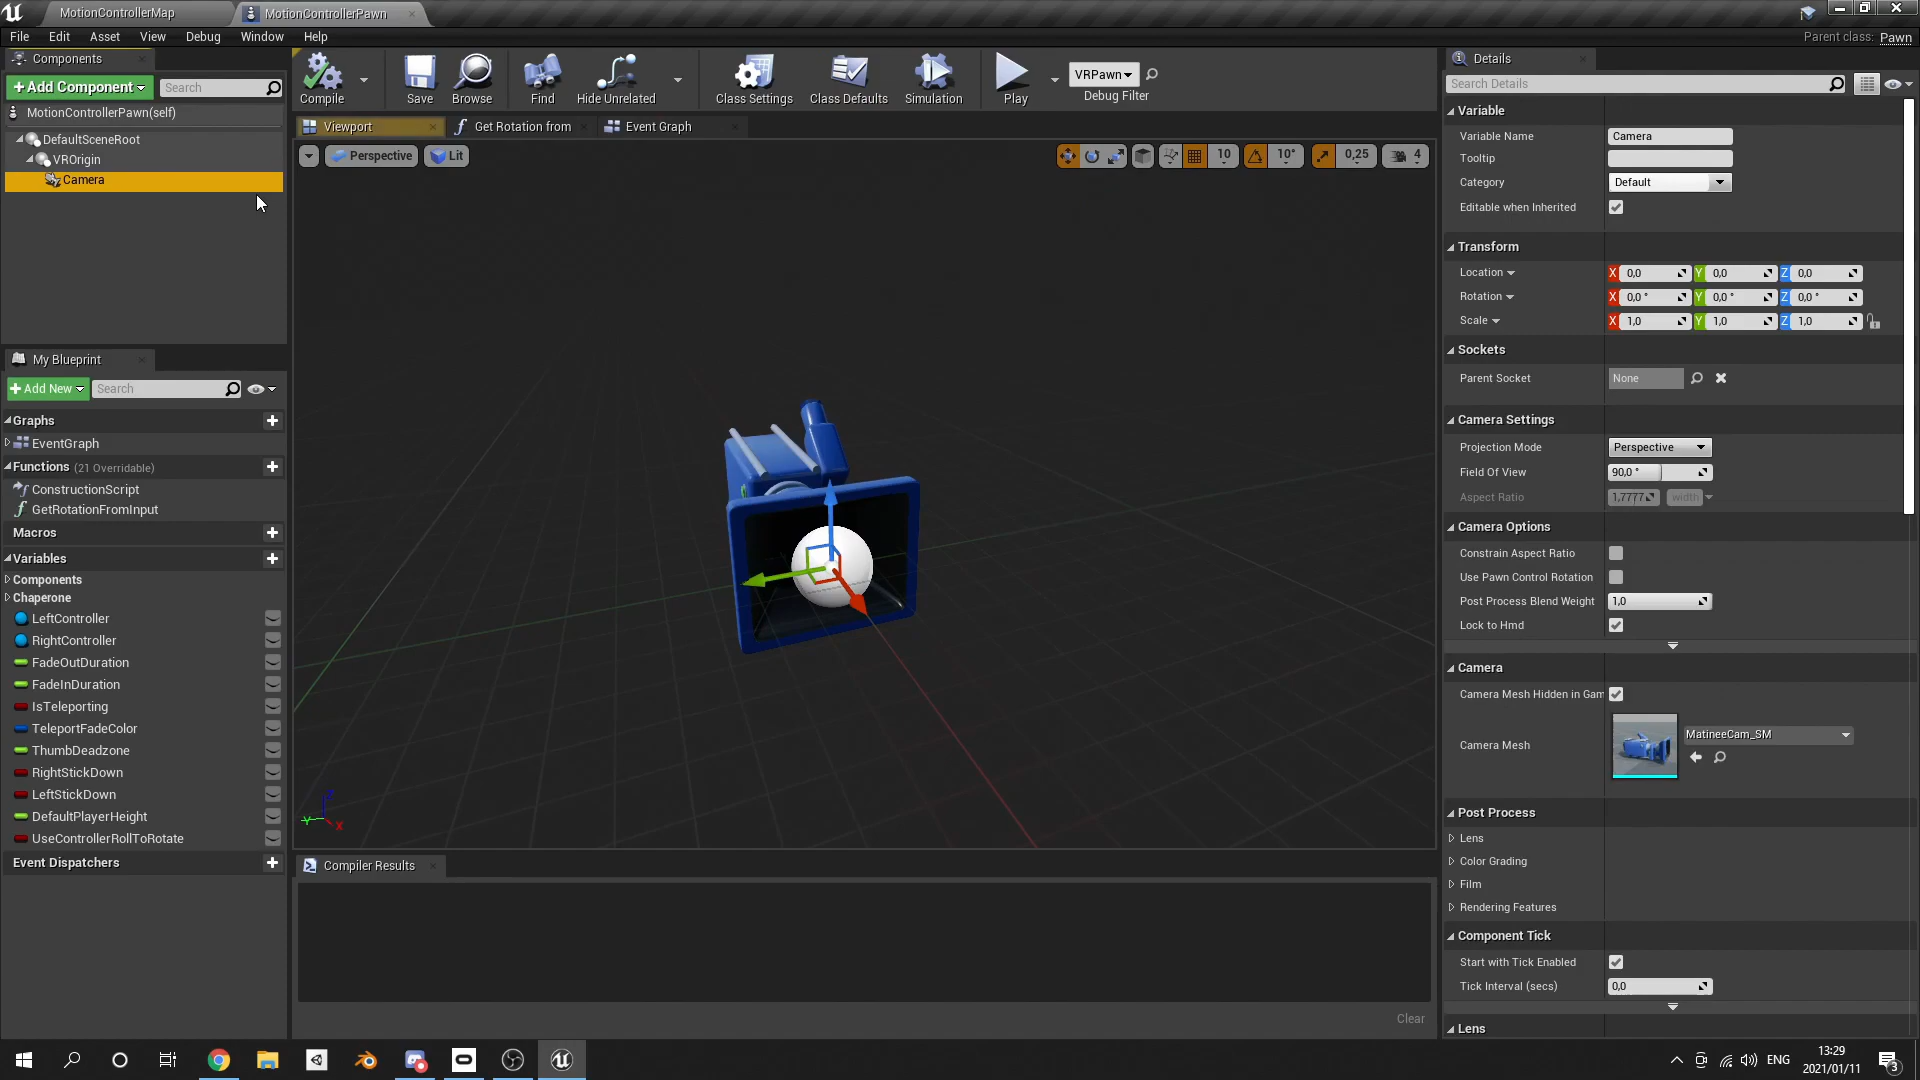 MotionControllerMap
MotionControllerPawn
File Edit Asset View Debug Window Help
Parent class: Pawn
Components
+Add Component
Search
MotionControllerPawn(self)
DefaultSceneRoot
VROrigin
Camera
Compile
Save
Browse
Find
Hide Unrelated
Class Settings
Class Defaults
Simulation
Play
VRPawn
Debug Filter
Viewport
Get Rotation from
Event Graph
Perspective
Lit
10
10°
0,25
4
My Blueprint
+Add New
Search
Graphs
EventGraph
Functions (21 Overridable)
ConstructionScript
GetRotationFromInput
Macros
Variables
Components
Chaperone
LeftController
RightController
FadeOutDuration
FadeInDuration
IsTeleporting
TeleportFadeColor
ThumbDeadzone
RightStickDown
LeftStickDown
DefaultPlayerHeight
UseControllerRollToRotate
Event Dispatchers
Y
X
Compiler Results
Clear
Details
Search Details
Variable
Variable Name Camera
Tooltip
Category Default
Editable when Inherited
Transform
Location X 0,0 Y 0,0 Z 0,0
Rotation X 0,0 ° Y 0,0 ° Z 0,0 °
Scale X 1,0 Y 1,0 Z 1,0
Sockets
Parent Socket None
Camera Settings
Projection Mode Perspective
Field Of View 90,0 °
Aspect Ratio 1,7777 width
Camera Options
Constrain Aspect Ratio
Use Pawn Control Rotation
Post Process Blend Weight 1,0
Lock to Hmd
Camera
Camera Mesh Hidden in Gam
Camera Mesh
MatineeCam_SM
Post Process
Lens
Color Grading
Film
Rendering Features
Component Tick
Start with Tick Enabled
Tick Interval (secs) 0,0
Lens
ENG
13:29
2021/01/11
3